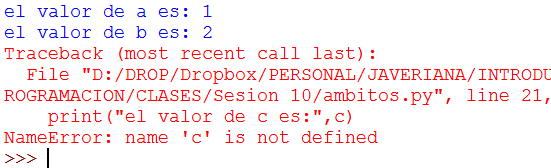 el valor de a es: 1
el valor de b es: 2
Traceback (most recent call last):
  File "D:/DROP/Dropbox/PERSONAL/JAVERIANA/INTRODU
ROGRAMACION/CLASES/Sesion 10/ambitos.py", line 21,
    print("el valor de c es:",c)
NameError: name 'c' is not defined
>>>